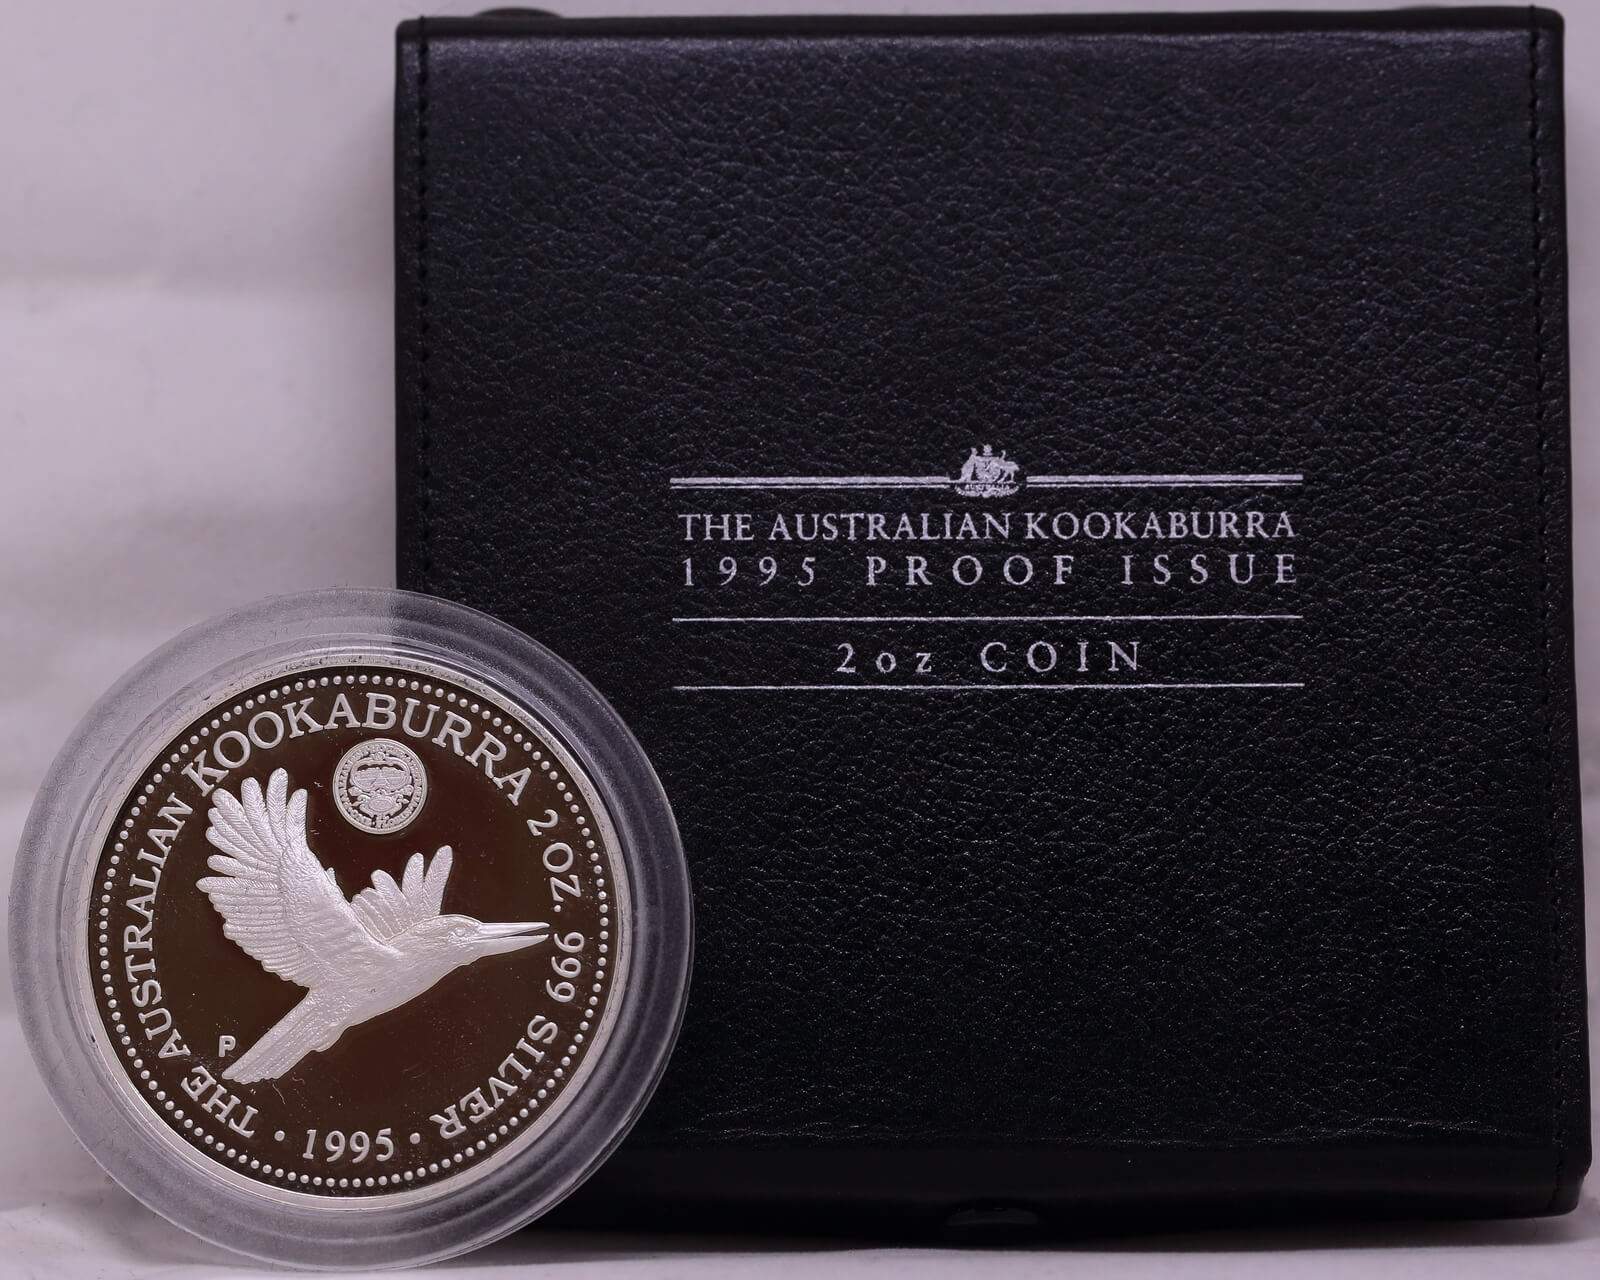 THE AUSTRALIAN KOOKABURRA
1995 PROOF ISSUE
2oz COIN
THE AUSTRALIAN KOOKABURRA 2 OZ. 999 SILVER
P
· 1995 ·